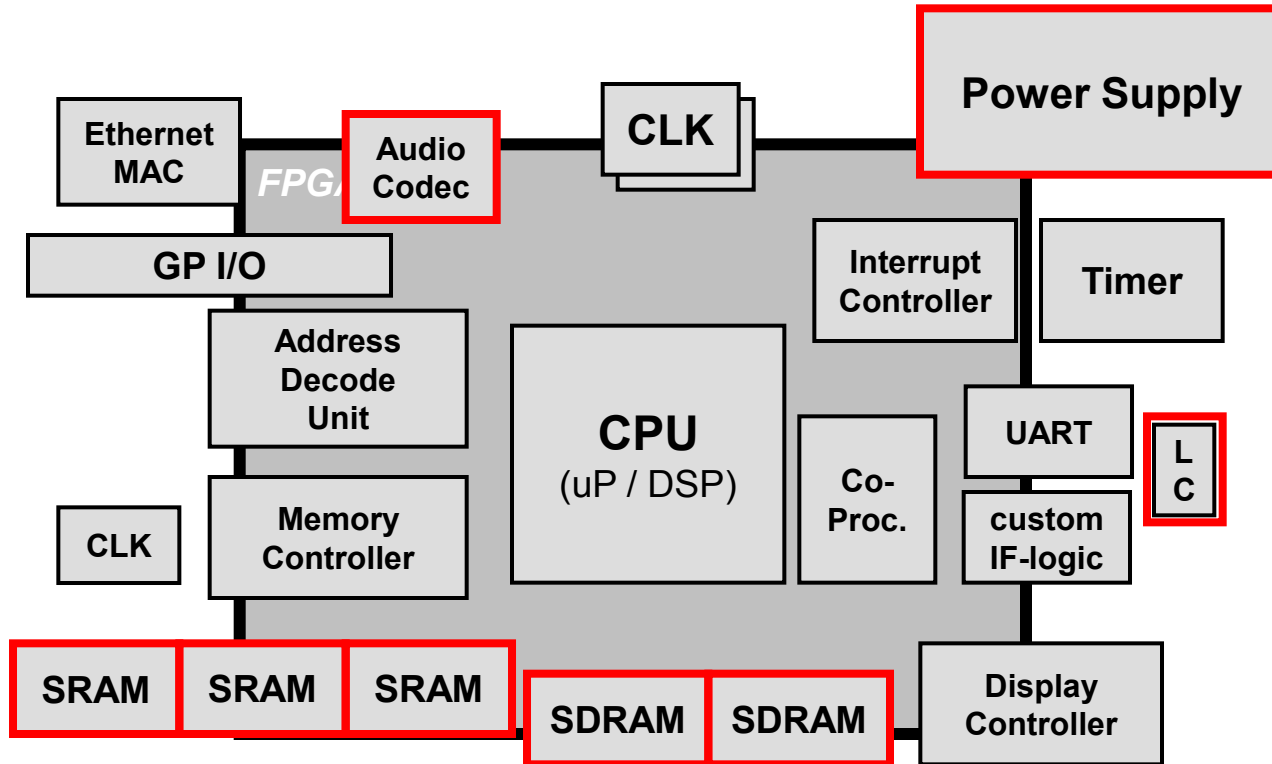 Power Supply
Ethernet
MAC
FPGA
Audio
Codec
CLK
GP I/O
Interrupt
Controller
Timer
Address
Decode
Unit
CPU
(uP / DSP)
Co-
Proc.
UART
L
C
custom
IF-logic
CLK
Memory
Controller
SRAM
SRAM
SRAM
SDRAM
SDRAM
Display
Controller